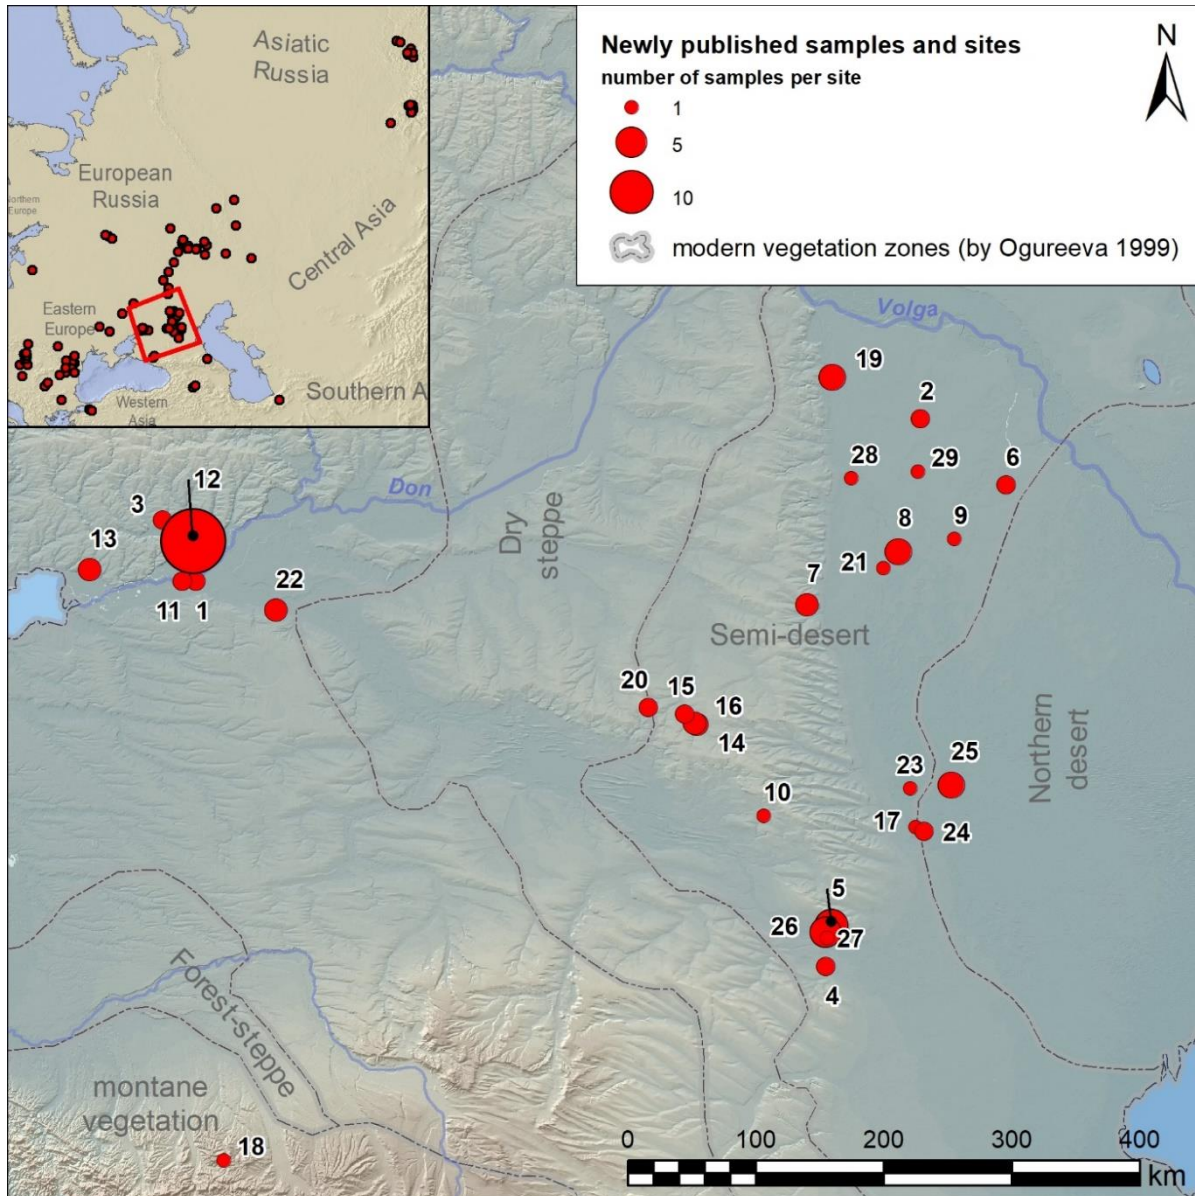 Asiatic
Russia
European
Russia
Northern
Europe
Central Asia
Eastern
Europe
Southern A
Western
Asia
Newly published samples and sites
number of samples per site
1
5
10
modern vegetation zones (by Ogureeva 1999)
N
Volga
19
2
28
29
6
12
Don
3
8
9
13
21
Dry
steppe
22
7
11
1
Semi-desert
20
15
16
14
Northern
desert
25
23
10
17
24
5
26
27
4
Forest-steppe
montane
vegetation
18
0
100
200
300
400
km